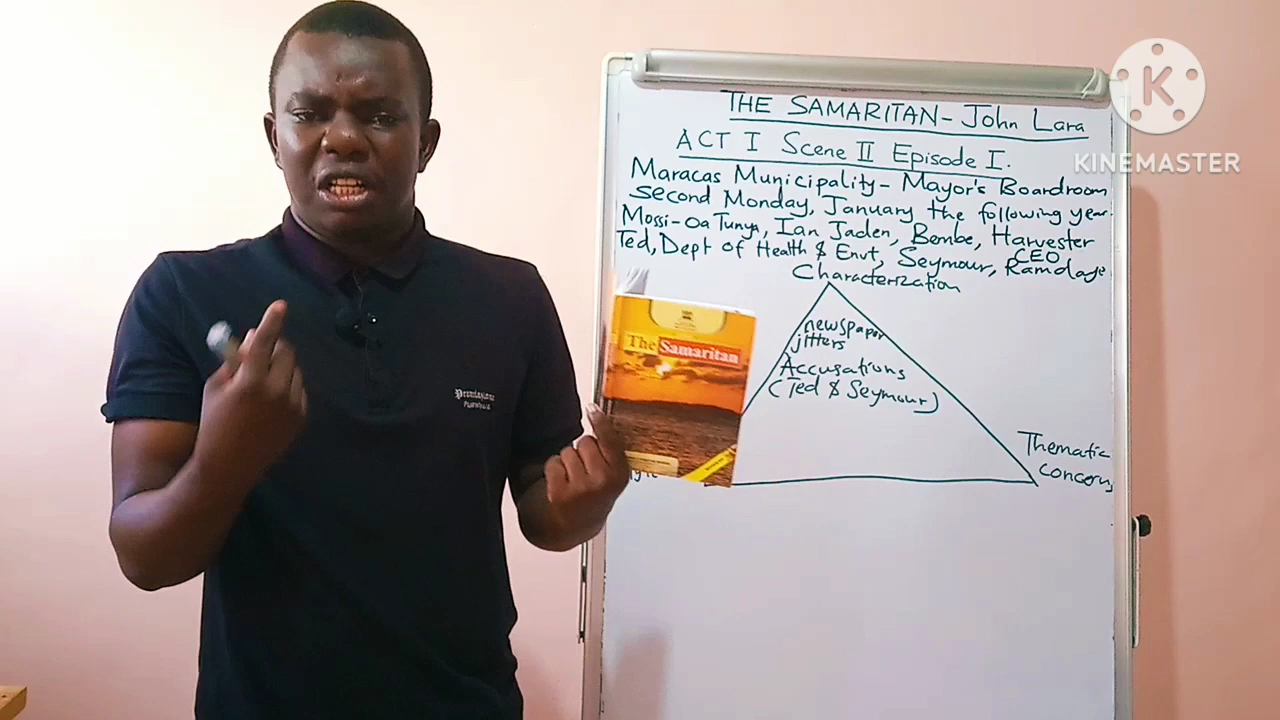 THE SAMARITAN - John Lara
ACT I Scene II Episode I.
Maracas Municipality - Mayor's Boardroom
Second Monday, January the following year.
Mossi-Oa Tunya, Ian Jaden, Bembe, Harvester
CEO
Ted, Dept of Health & Envt, Seymour, Ramdaye
Characterization
newspaper
jitters
Accusations
(Ted & Seymour)
Thematic
concerns
The Samaritan
K
KINEMASTER